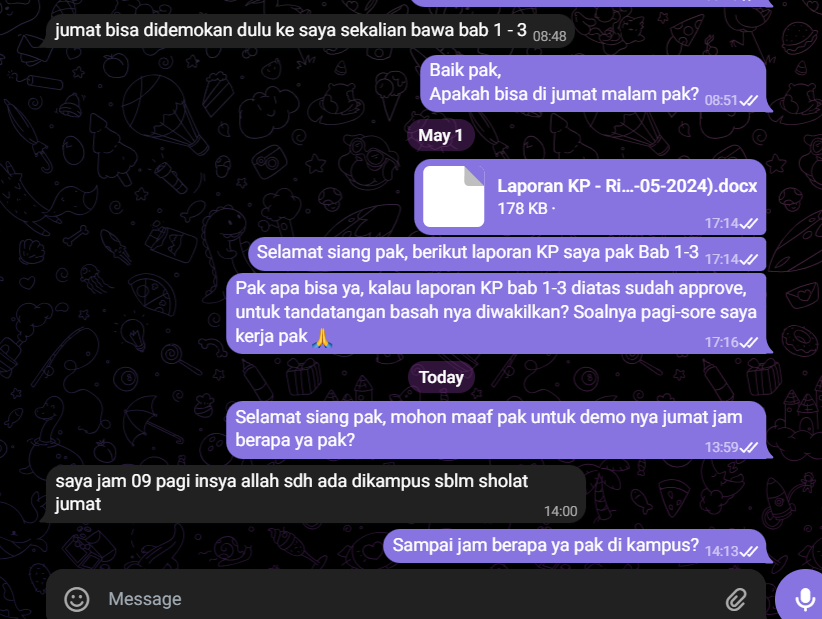 jumat bisa didemokan dulu ke saya sekalian bawa bab 1 - 3 08:48
Baik pak,
Apakah bisa di jumat malam pak? 08:51
May 1
Laporan KP - Ri...-05-2024).docx
178 KB ·
17:14
Selamat siang pak, berikut laporan KP saya pak Bab 1-3 17:14
Pak apa bisa ya, kalau laporan KP bab 1-3 diatas sudah approve,
untuk tandatangan basah nya diwakilkan? Soalnya pagi-sore saya
kerja pak 🙏 17:16
Today
Selamat siang pak, mohon maaf pak untuk demo nya jumat jam
berapa ya pak? 13:59
saya jam 09 pagi insya allah sdh ada dikampus sblm sholat
jumat 14:00
Sampai jam berapa ya pak di kampus? 14:13
Message